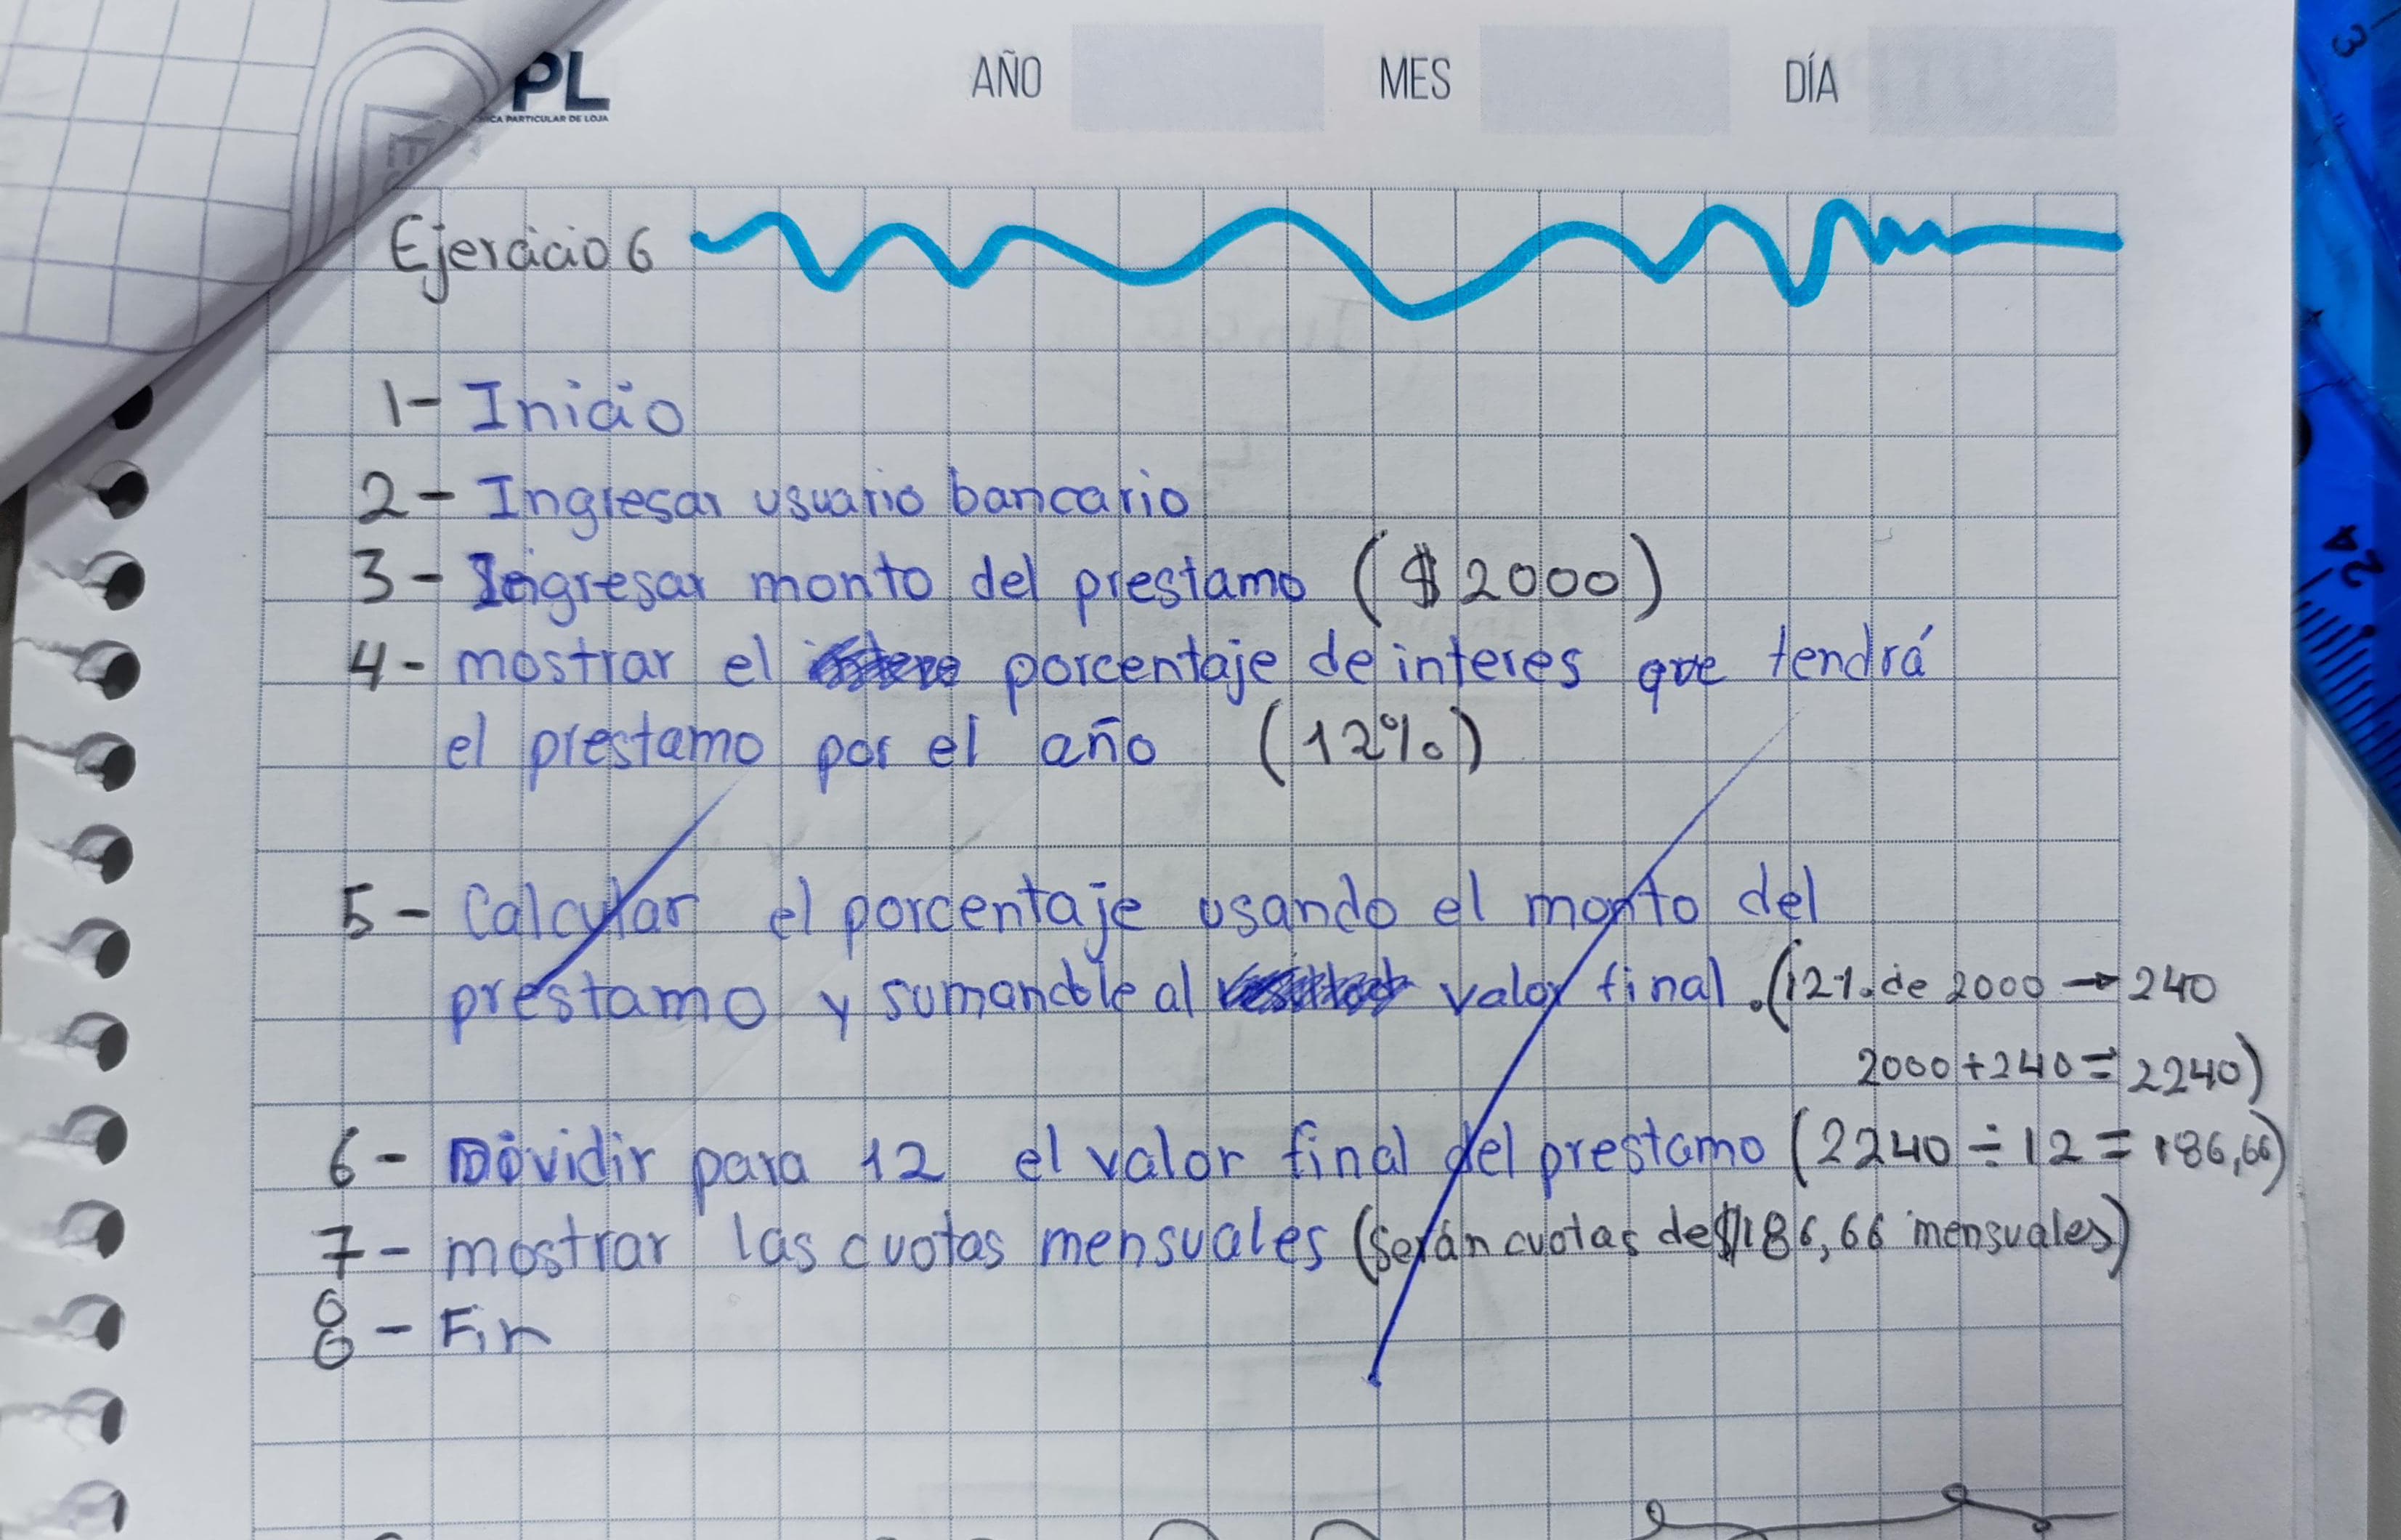 PL
ICA PARTICULAR DE LOJA
AÑO MES DÍA
Ejercicio 6
1- Inicio
2- Ingresar usuario bancario
3- Ingresar monto del prestamo ($2000)
4- mostrar el porcentaje de interes que tendrá
el prestamo por el año (12%)
5- Calcular el porcentaje usando el monto del
prestamo y sumandole al valor final. (12%. de 2000 → 240
2000 + 240 = 2240)
6- Dividir para 12 el valor final del prestamo (2240 ÷ 12 = 186,66)
7- mostrar las cuotas mensuales (serán cuotas de $186,66 mensuales)
8- Fin
24
3